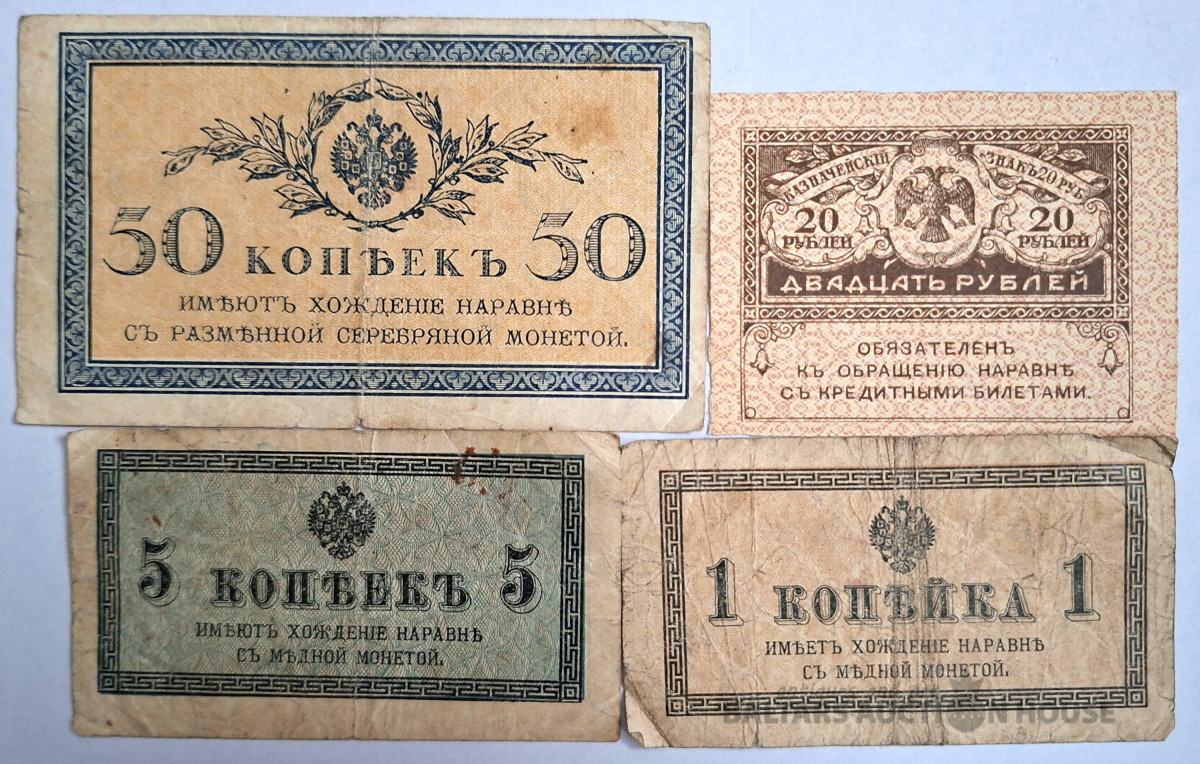 50 КОПѢЕКЪ 50
ИМѢЮТЪ ХОЖДЕНІЕ НАРАВНѢ
СЪ РАЗМѢННОЙ СЕРЕБРЯНОЙ МОНЕТОЙ.
КАЗНАЧЕЙСКІЙ ЗНАКЪ 20 РУБ.
20 РУБЛЕЙ
20 РУБЛЕЙ
ДВАДЦАТЬ РУБЛЕЙ
ОБЯЗАТЕЛЕНЪ
КЪ ОБРАЩЕНІЮ НАРАВНѢ
СЪ КРЕДИТНЫМИ БИЛЕТАМИ.
5 КОПѢЕКЪ 5
ИМѢЮТЪ ХОЖДЕНІЕ НАРАВНѢ
СЪ МѢДНОЙ МОНЕТОЙ.
1 КОПѢЙКА 1
ИМѢЕТЪ ХОЖДЕНІЕ НАРАВНѢ
СЪ МѢДНОЙ МОНЕТОЙ.
BALTARS AUCTION HOUSE